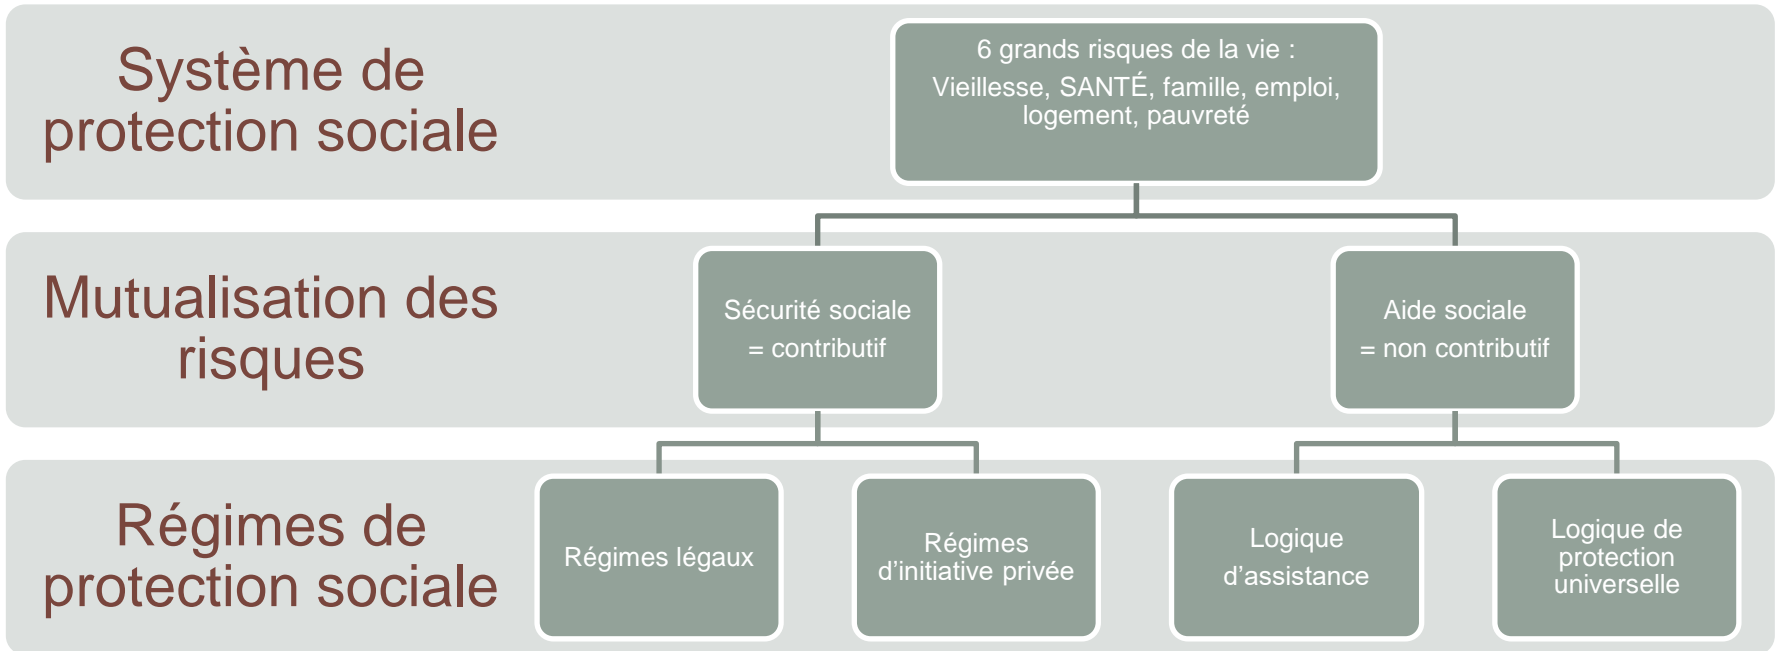 Système de
protection sociale
6 grands risques de la vie :
Vieillesse, SANTÉ, famille, emploi,
logement, pauvreté
Mutualisation des
risques
Sécurité sociale
= contributif
Aide sociale
= non contributif
Régimes de
protection sociale
Régimes légaux
Régimes
d’initiative privée
Logique
d’assistance
Logique de
protection
universelle